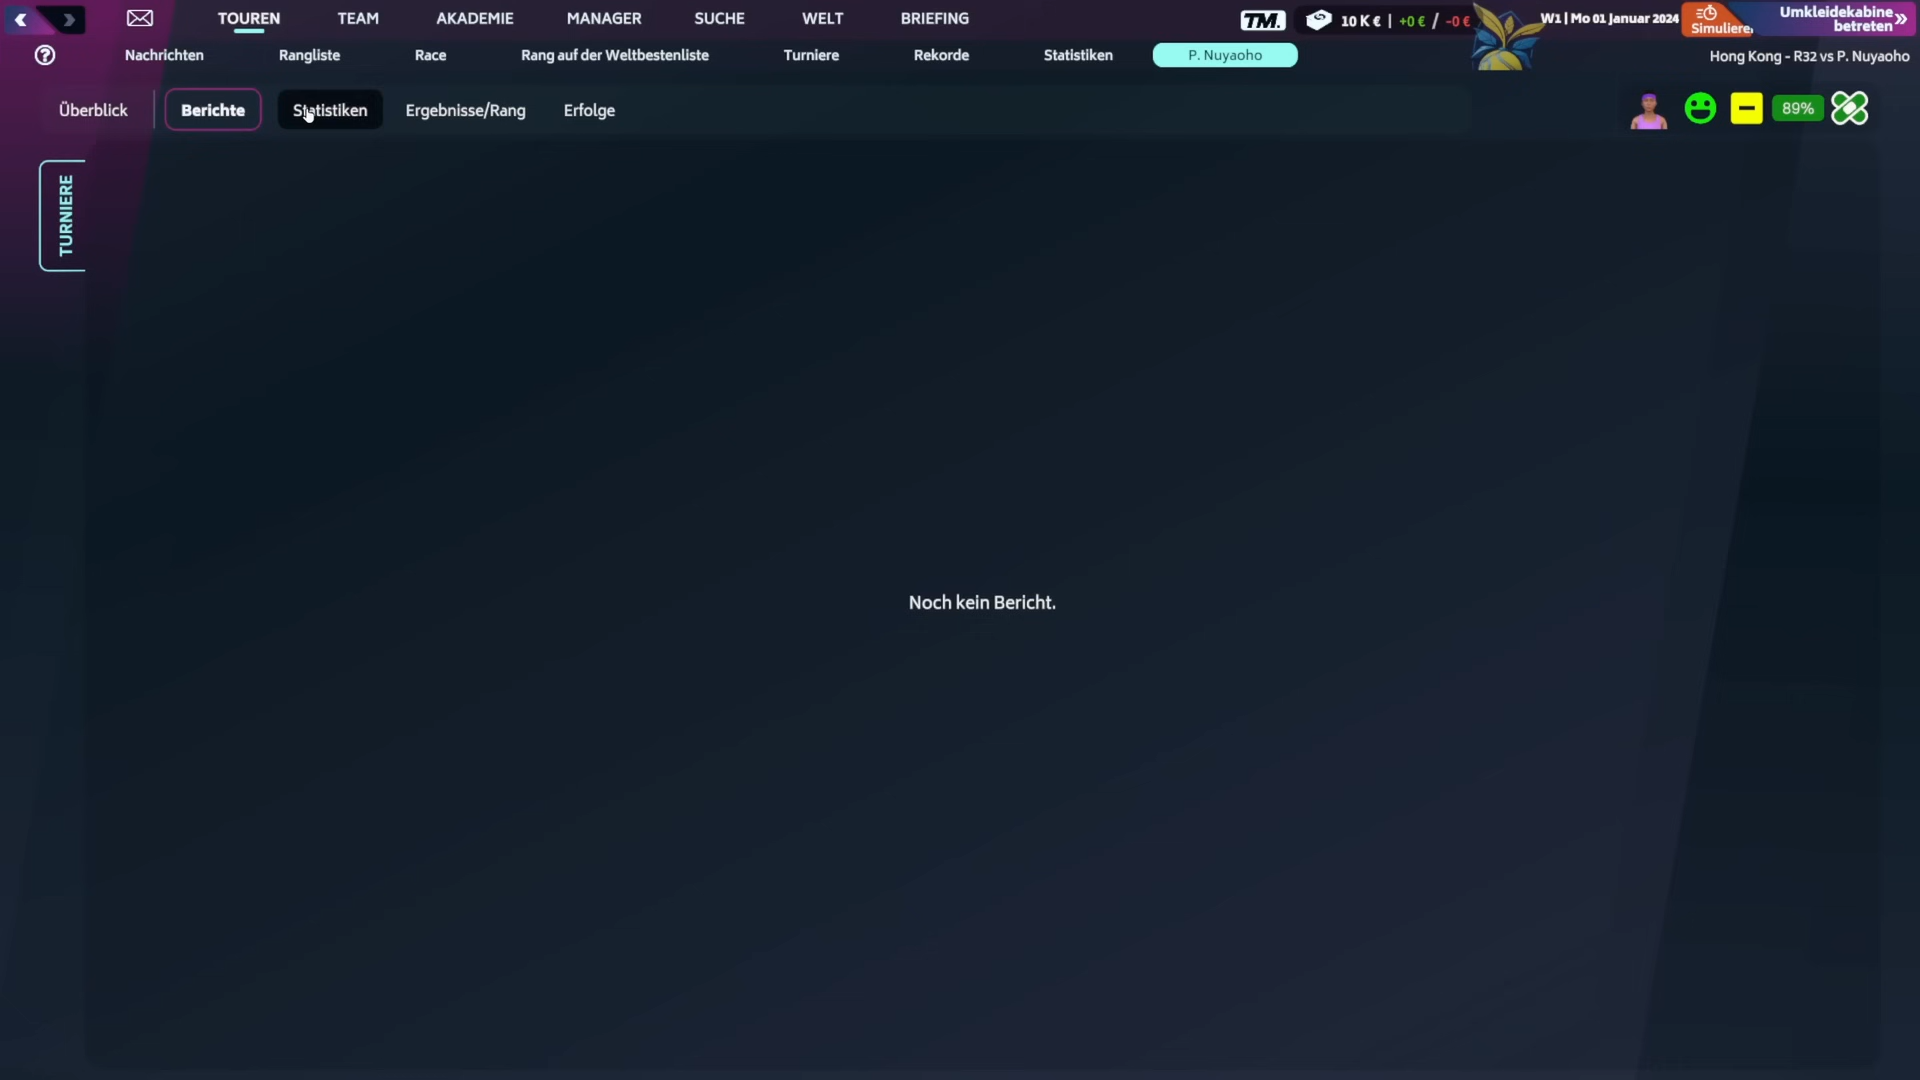 TOUREN TEAM AKADEMIE MANAGER SUCHE WELT BRIEFING TM. 10 K € | +0 € / -0 € W1 | Mo 01 Januar 2024 Simulieren Umkleidekabine betreten
Nachrichten Rangliste Race Rang auf der Weltbestenliste Turniere Rekorde Statistiken P. Nuyaoho Hong Kong - R32 vs P. Nuyaoho
Überblick Berichte Statistiken Ergebnisse/Rang Erfolge 89%
TURNIERE
Noch kein Bericht.